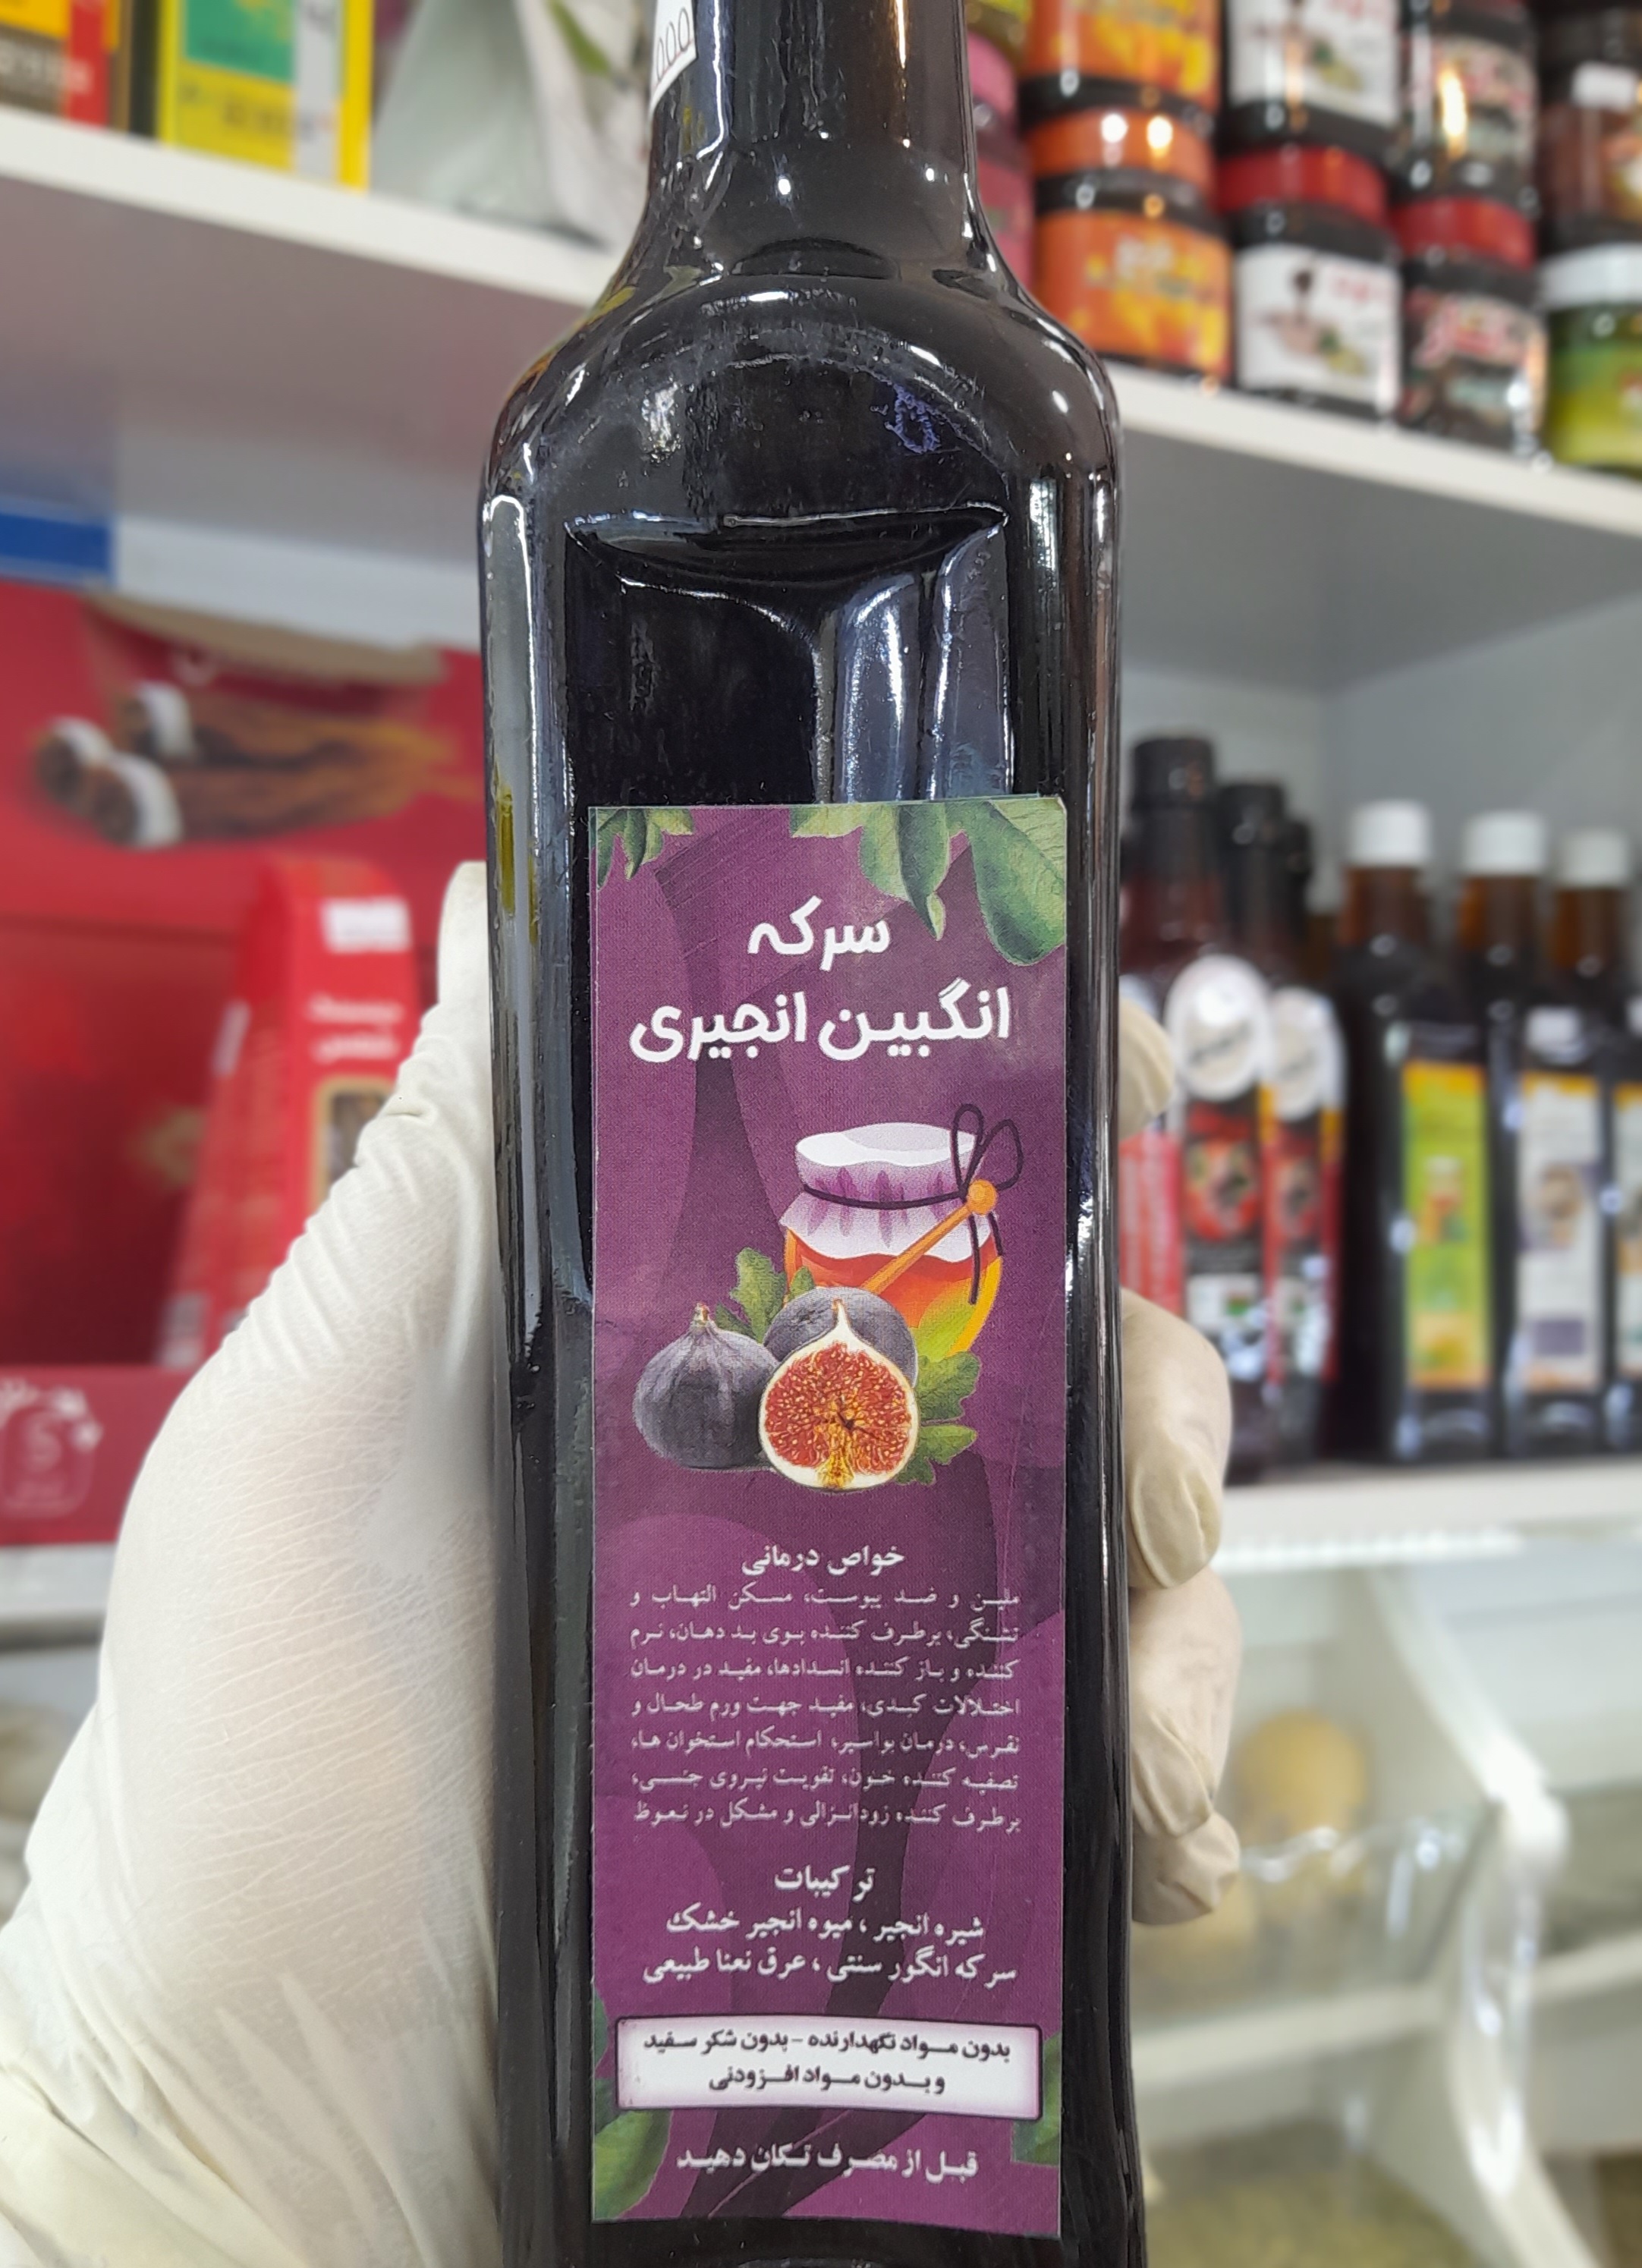 000
سرکه
انگبین انجیری
خواص درمانی
ملین و ضد یبوست، مسکن التهاب و
تشنگی، برطرف کننده بوی بد دهان، نرم
کننده و باز کننده انسدادها، مفید در درمان
اختلالات کبدی، مفید جهت ورم طحال و
نقرس، درمان بواسیر، استحکام استخوان ها،
تصفیه کننده خون، تقویت نیروی جنسی،
برطرف کننده زودانزالی و مشکل در نعوظ
ترکیبات
شیره انجیر ، میوه انجیر خشک
سرکه انگور سنتی ، عرق نعنا طبیعی
بدون مواد نگهدارنده - بدون شکر سفید
و بدون مواد افزودنی
قبل از مصرف تکان دهید